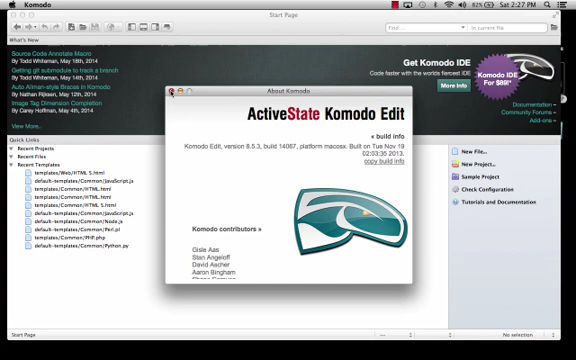 Komodo
82%
Sat 2:27 PM
Start Page
Find...
in current file
What's New
Source Code Annotate Macro
By Todd Whiteman, May 18th, 2014
Getting git submodule to track a branch
By Todd Whiteman, May 14th, 2014
Auto Allman-style Braces in Komodo
By Nathan Rijksen, May 12th, 2014
Image Tag Dimension Completion
By Carey Hoffman, May 4th, 2014
View More..
Get Komodo IDE
Code faster with the worlds fiercest IDE
More Info
Komodo IDE
For $89!*
Documentation
Community Forums
Add-ons
Quick Links
Recent Projects
Recent Files
Recent Templates
templates/Web/HTML 5.html
default-templates/Common/JavaScript.js
templates/Common/HTML.html
templates/Common/HTML.html
templates/Common/HTML 5.html
default-templates/Common/JavaScript.js
default-templates/Common/Node.js
default-templates/Common/Perl.pl
templates/Common/PHP.php
default-templates/Common/Python.py
New File...
New Project...
Sample Project
Check Configuration
Tutorials and Documentation
About Komodo
ActiveState Komodo Edit
« build info
Komodo Edit, version 8.5.3, build 14067, platform macosx. Built on Tue Nov 19
02:03:35 2013.
copy build info
Komodo contributors »
Gisle Aas
Stan Angeloff
David Ascher
Aaron Bingham
Start Page
No selection